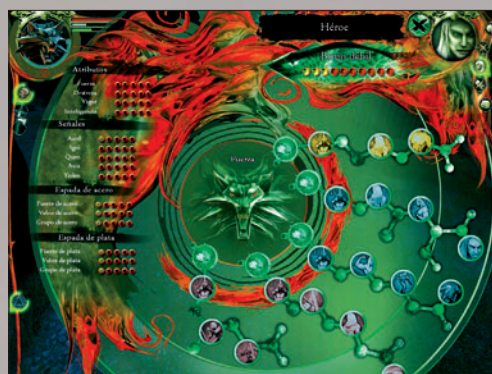 Héroe
Atributos
Fuerza
Destreza
Vigor
Inteligencia
Señales
Aard
Igni
Quen
Axia
Yrden
Espada de acero
Fuerte de acero
Veloz de acero
Grupo de acero
Espada de plata
Fuerte de plata
Veloz de plata
Grupo de plata
Fuerza